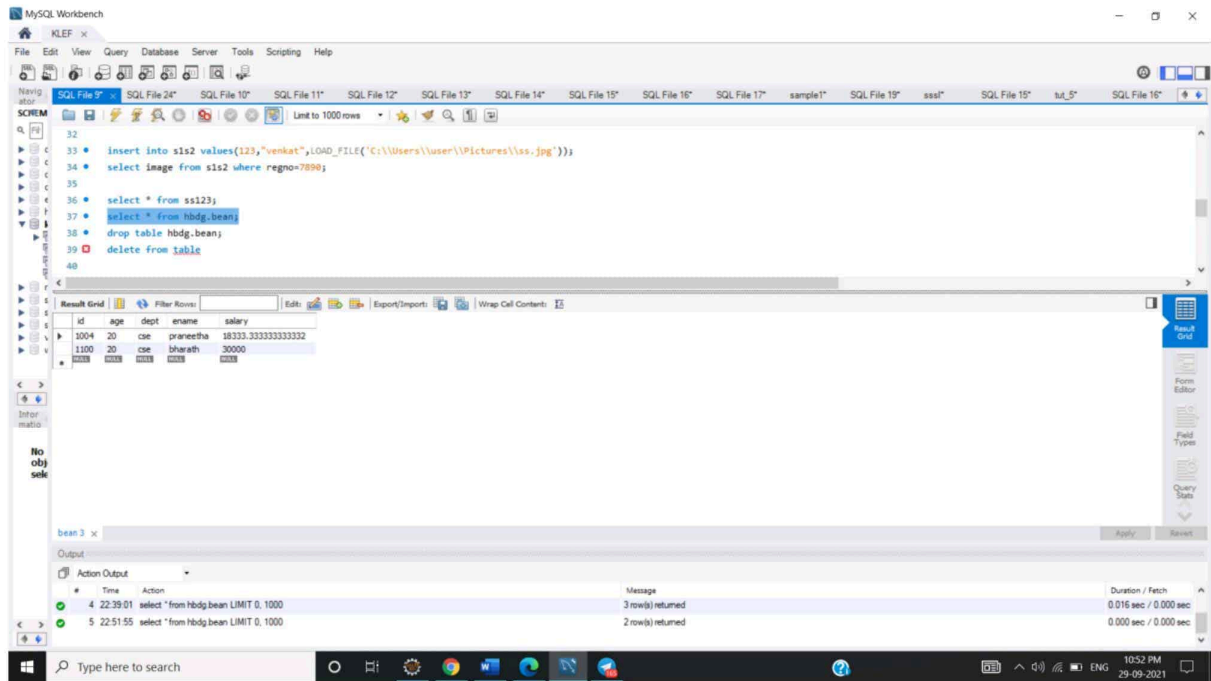 MySQL Workbench
KLEF
File Edit View Query Database Server Tools Scripting Help
Navig
ator
SQL File 9* SQL File 24* SQL File 10* SQL File 11* SQL File 12* SQL File 13* SQL File 14* SQL File 15* SQL File 16* SQL File 17* sample1* SQL File 19* sssl* SQL File 15* tut_5* SQL File 16*
SCHEM
Limit to 1000 rows
32
33 insert into s1s2 values(123,"venkat",LOAD_FILE('C:\\Users\\user\\Pictures\\ss.jpg'));
34 select image from s1s2 where regno=7890;
35
36 select * from ss123;
37 select * from hbdg.bean;
38 drop table hbdg.bean;
39 delete from table
40
Result Grid Filter Rows: Edit: Export/Import: Wrap Cell Content:
id age dept ename salary
1004 20 cse praneetha 18333.333333333332
1100 20 cse bharath 30000
NULL NULL NULL NULL NULL
Result
Grid
Form
Editor
Field
Types
Query
Stats
Infor
matio
No
obj
sele
bean 3
Apply Revert
Output
Action Output
# Time Action Message Duration / Fetch
4 22:39:01 select * from hbdg.bean LIMIT 0, 1000 3 row(s) returned 0.016 sec / 0.000 sec
5 22:51:55 select * from hbdg.bean LIMIT 0, 1000 2 row(s) returned 0.000 sec / 0.000 sec
Type here to search
ENG
10:52 PM
29-09-2021